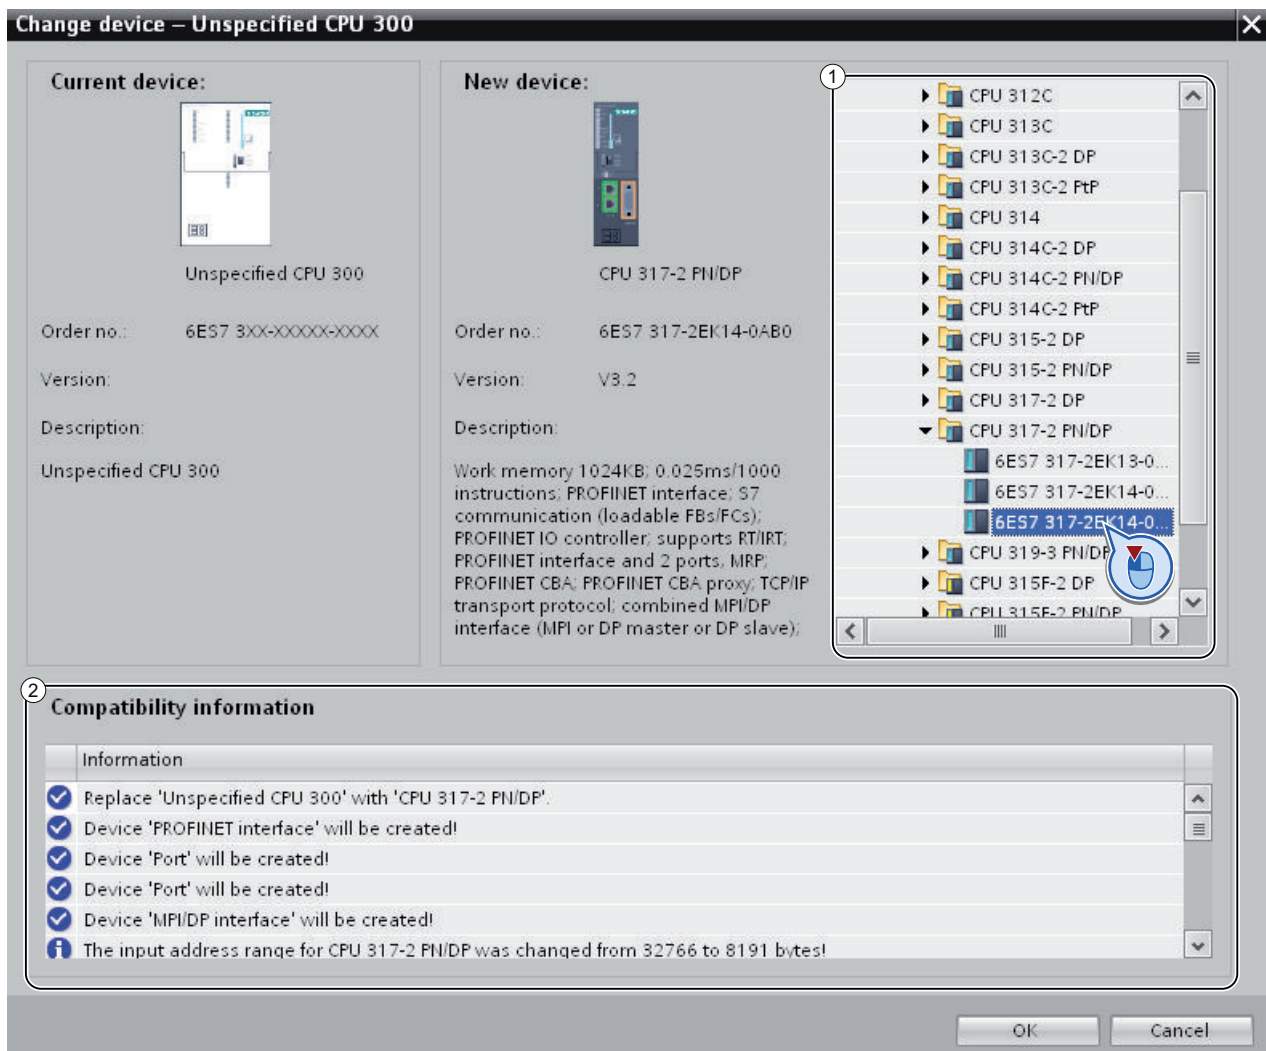 Change device – Unspecified CPU 300
Current device:
Unspecified CPU 300
Order no.: 6ES7 3XX-XXXXX-XXXX
Version:
Description:
Unspecified CPU 300
New device:
SIEMENS
CPU 317-2 PN/DP
Order no.: 6ES7 317-2EK14-0AB0
Version: V3.2
Description:
Work memory 1024KB; 0.025ms/1000
instructions; PROFINET interface; S7
communication (loadable FBs/FCs);
PROFINET IO controller; supports RT/IRT;
PROFINET interface and 2 ports, MRP;
PROFINET CBA; PROFINET CBA proxy; TCP/IP
transport protocol; combined MPI/DP
interface (MPI or DP master or DP slave);
1
CPU 312C
CPU 313C
CPU 313C-2 DP
CPU 313C-2 PtP
CPU 314
CPU 314C-2 DP
CPU 314C-2 PN/DP
CPU 314C-2 PtP
CPU 315-2 DP
CPU 315-2 PN/DP
CPU 317-2 DP
CPU 317-2 PN/DP
6ES7 317-2EK13-0...
6ES7 317-2EK14-0...
6ES7 317-2EK14-0...
CPU 319-3 PN/DP
CPU 315F-2 DP
CPU 315F-2 PN/DP
2
Compatibility information
Information
Replace 'Unspecified CPU 300' with 'CPU 317-2 PN/DP'.
Device 'PROFINET interface' will be created!
Device 'Port' will be created!
Device 'Port' will be created!
Device 'MPI/DP interface' will be created!
The input address range for CPU 317-2 PN/DP was changed from 32766 to 8191 bytes!
OK
Cancel